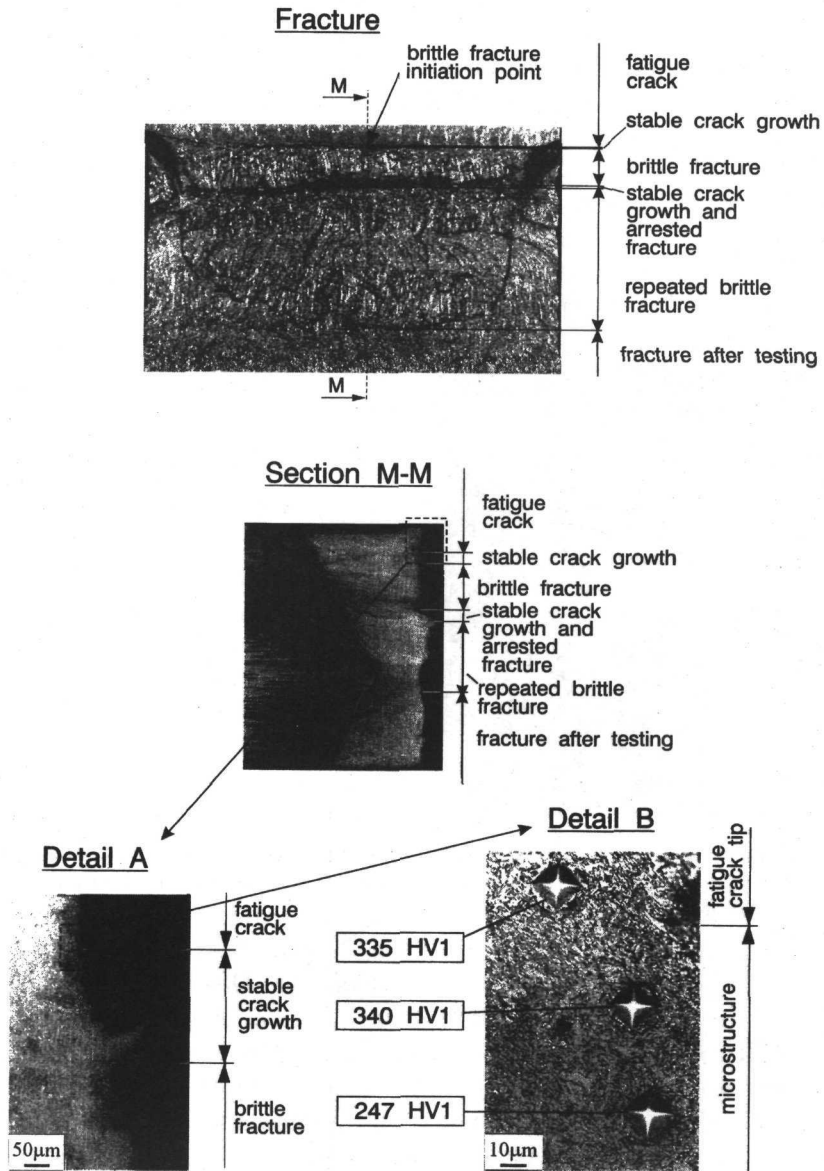 Fracture
brittle fracture
initiation point
M
fatigue
crack
stable crack growth
brittle fracture
stable crack
growth and
arrested
fracture
repeated brittle
fracture
fracture after testing
M
Section M-M
fatigue
crack
stable crack growth
brittle fracture
stable crack
growth and
arrested
fracture
repeated brittle
fracture
fracture after testing
Detail A
fatigue
crack
stable
crack
growth
brittle
fracture
50μm
Detail B
335 HV1
340 HV1
247 HV1
10μm
fatigue
crack tip
microstructure